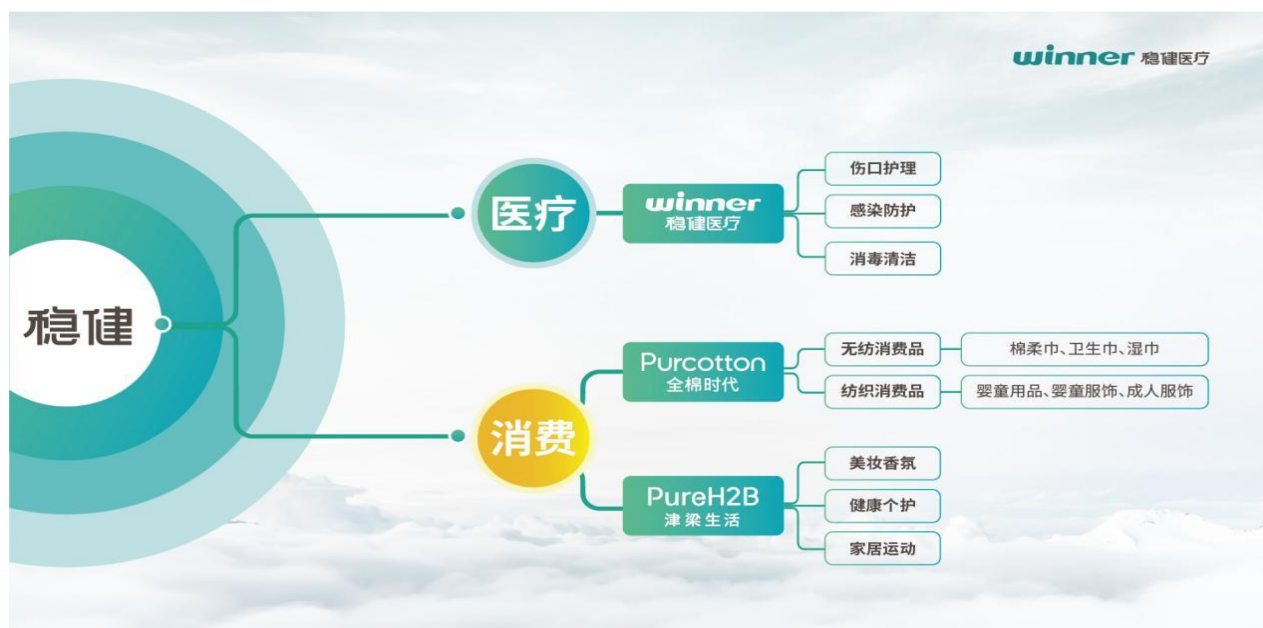 winner 稳健医疗
稳健
医疗
winner
稳健医疗
伤口护理
感染防护
消毒清洁
消费
Purcotton
全棉时代
无纺消费品
棉柔巾、卫生巾、湿巾
纺织消费品
婴童用品、婴童服饰、成人服饰
PureH2B
津梁生活
美妆香氛
健康个护
家居运动